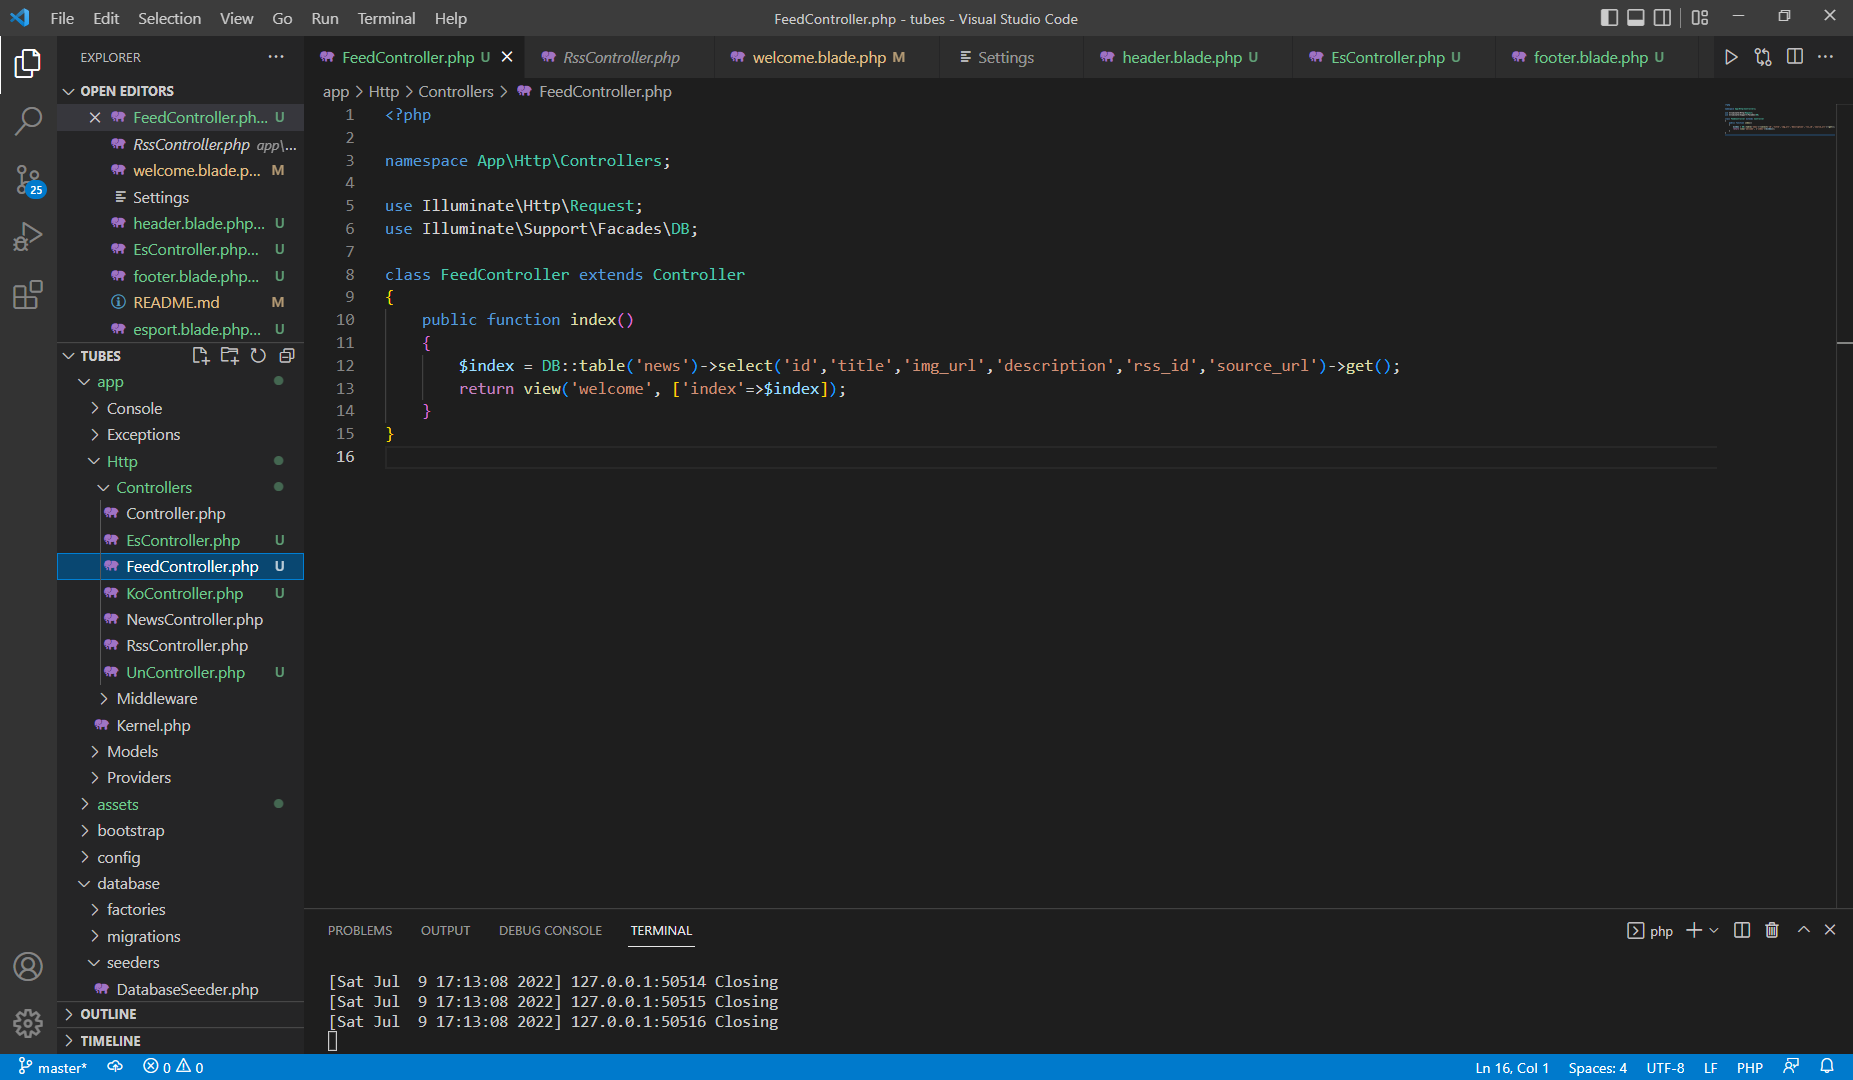 File Edit Selection View Go Run Terminal Help
FeedController.php - tubes - Visual Studio Code
EXPLORER ···
OPEN EDITORS
FeedController.ph... U
RssController.php app\...
welcome.blade.p... M
Settings
header.blade.php... U
EsController.php... U
footer.blade.php... U
README.md M
esport.blade.php... U
TUBES
app
Console
Exceptions
Http
Controllers
Controller.php
EsController.php U
FeedController.php U
KoController.php U
NewsController.php
RssController.php
UnController.php U
Middleware
Kernel.php
Models
Providers
assets
bootstrap
config
database
factories
migrations
seeders
DatabaseSeeder.php
OUTLINE
TIMELINE
25
FeedController.php U RssController.php welcome.blade.php M Settings header.blade.php U EsController.php U footer.blade.php U
app > Http > Controllers > FeedController.php
1 <?php
2
3 namespace App\Http\Controllers;
4
5 use Illuminate\Http\Request;
6 use Illuminate\Support\Facades\DB;
7
8 class FeedController extends Controller
9 {
10 public function index()
11 {
12 $index = DB::table('news')->select('id','title','img_url','description','rss_id','source_url')->get();
13 return view('welcome', ['index'=>$index]);
14 }
15 }
16
PROBLEMS OUTPUT DEBUG CONSOLE TERMINAL
php
[Sat Jul  9 17:13:08 2022] 127.0.0.1:50514 Closing
[Sat Jul  9 17:13:08 2022] 127.0.0.1:50515 Closing
[Sat Jul  9 17:13:08 2022] 127.0.0.1:50516 Closing
master* 0 0 Ln 16, Col 1 Spaces: 4 UTF-8 LF PHP